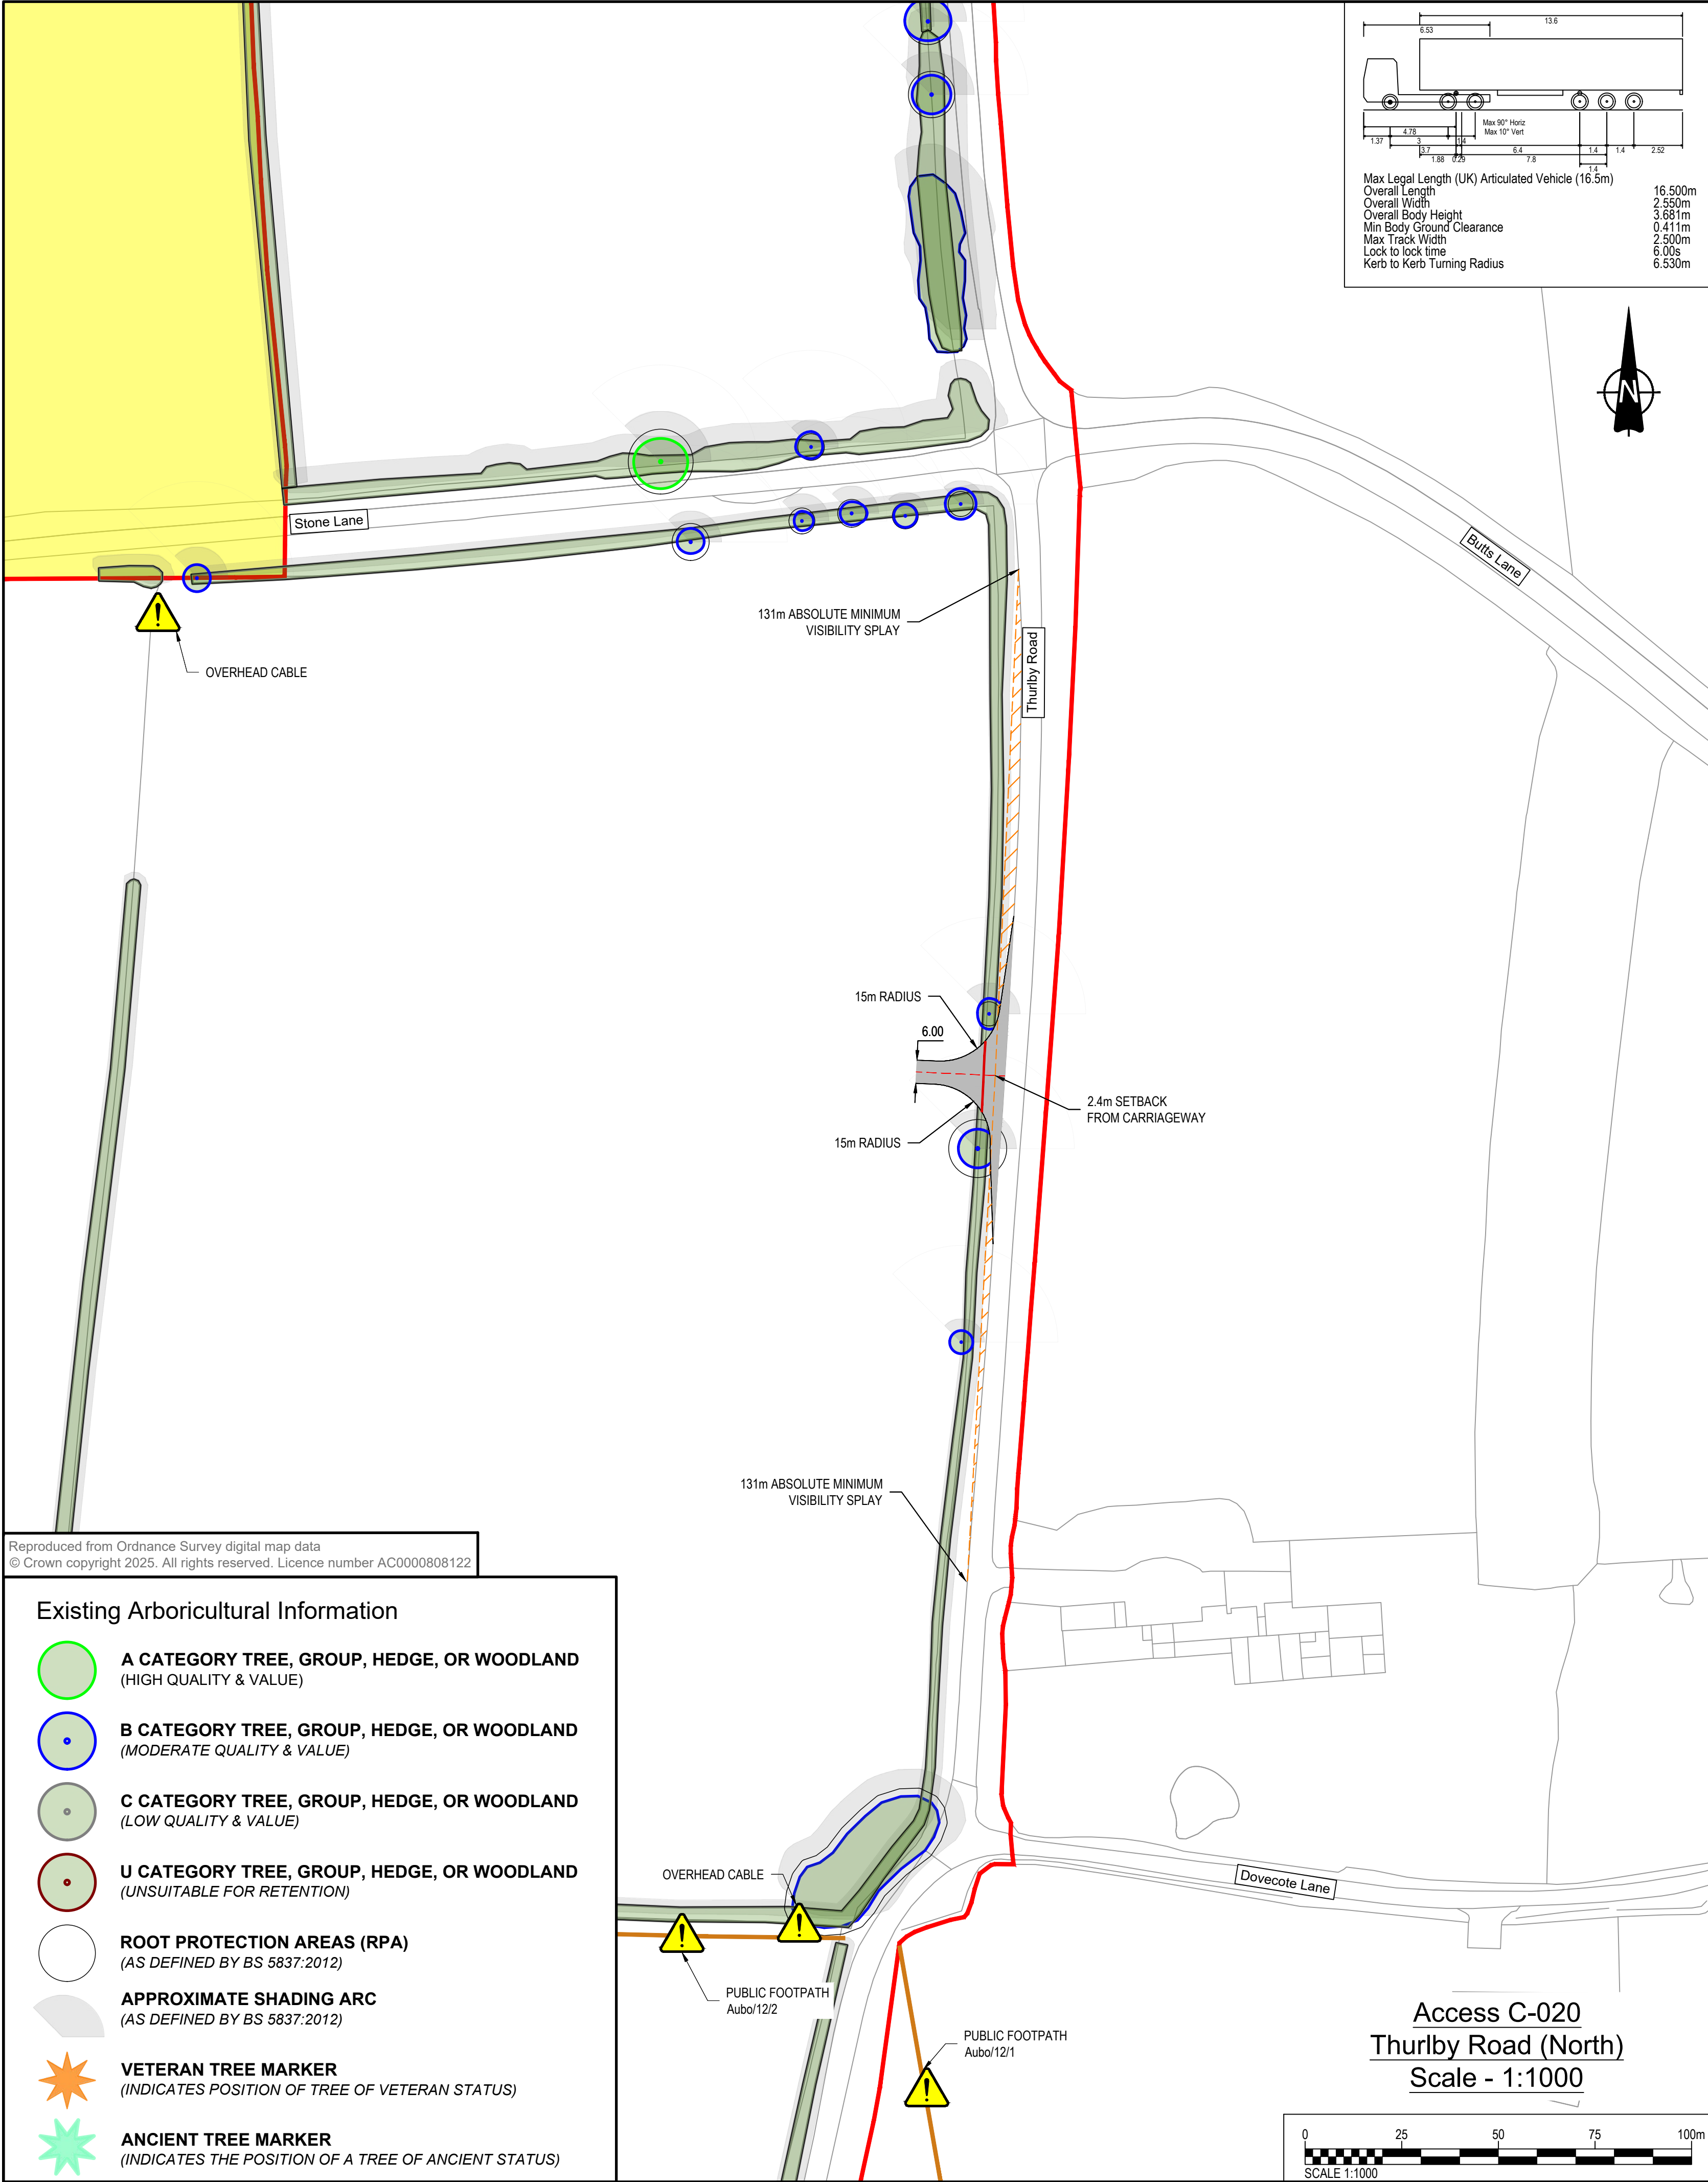 13.6
6.53
Max 90° Horiz
Max 10° Vert
4.78
1.37
3
1.4
3.7
6.4
1.4
1.4
2.52
1.88
0.29
7.8
1.4
Max Legal Length (UK) Articulated Vehicle (16.5m)
Overall Length 16.500m
Overall Width 2.550m
Overall Body Height 3.681m
Min Body Ground Clearance 0.411m
Max Track Width 2.500m
Lock to lock time 6.00s
Kerb to Kerb Turning Radius 6.530m
N
Stone Lane
Butts Lane
131m ABSOLUTE MINIMUM
VISIBILITY SPLAY
Thurlby Road
!
OVERHEAD CABLE
15m RADIUS
6.00
2.4m SETBACK
FROM CARRIAGEWAY
15m RADIUS
131m ABSOLUTE MINIMUM
VISIBILITY SPLAY
Reproduced from Ordnance Survey digital map data
© Crown copyright 2025. All rights reserved. Licence number AC0000808122
Existing Arboricultural Information
A CATEGORY TREE, GROUP, HEDGE, OR WOODLAND
(HIGH QUALITY & VALUE)
B CATEGORY TREE, GROUP, HEDGE, OR WOODLAND
(MODERATE QUALITY & VALUE)
C CATEGORY TREE, GROUP, HEDGE, OR WOODLAND
(LOW QUALITY & VALUE)
U CATEGORY TREE, GROUP, HEDGE, OR WOODLAND
(UNSUITABLE FOR RETENTION)
ROOT PROTECTION AREAS (RPA)
(AS DEFINED BY BS 5837:2012)
APPROXIMATE SHADING ARC
(AS DEFINED BY BS 5837:2012)
VETERAN TREE MARKER
(INDICATES POSITION OF TREE OF VETERAN STATUS)
ANCIENT TREE MARKER
(INDICATES THE POSITION OF A TREE OF ANCIENT STATUS)
OVERHEAD CABLE
!
!
PUBLIC FOOTPATH
Aubo/12/2
Dovecote Lane
PUBLIC FOOTPATH
Aubo/12/1
!
Access C-020
Thurlby Road (North)
Scale - 1:1000
0 25 50 75 100m
SCALE 1:1000